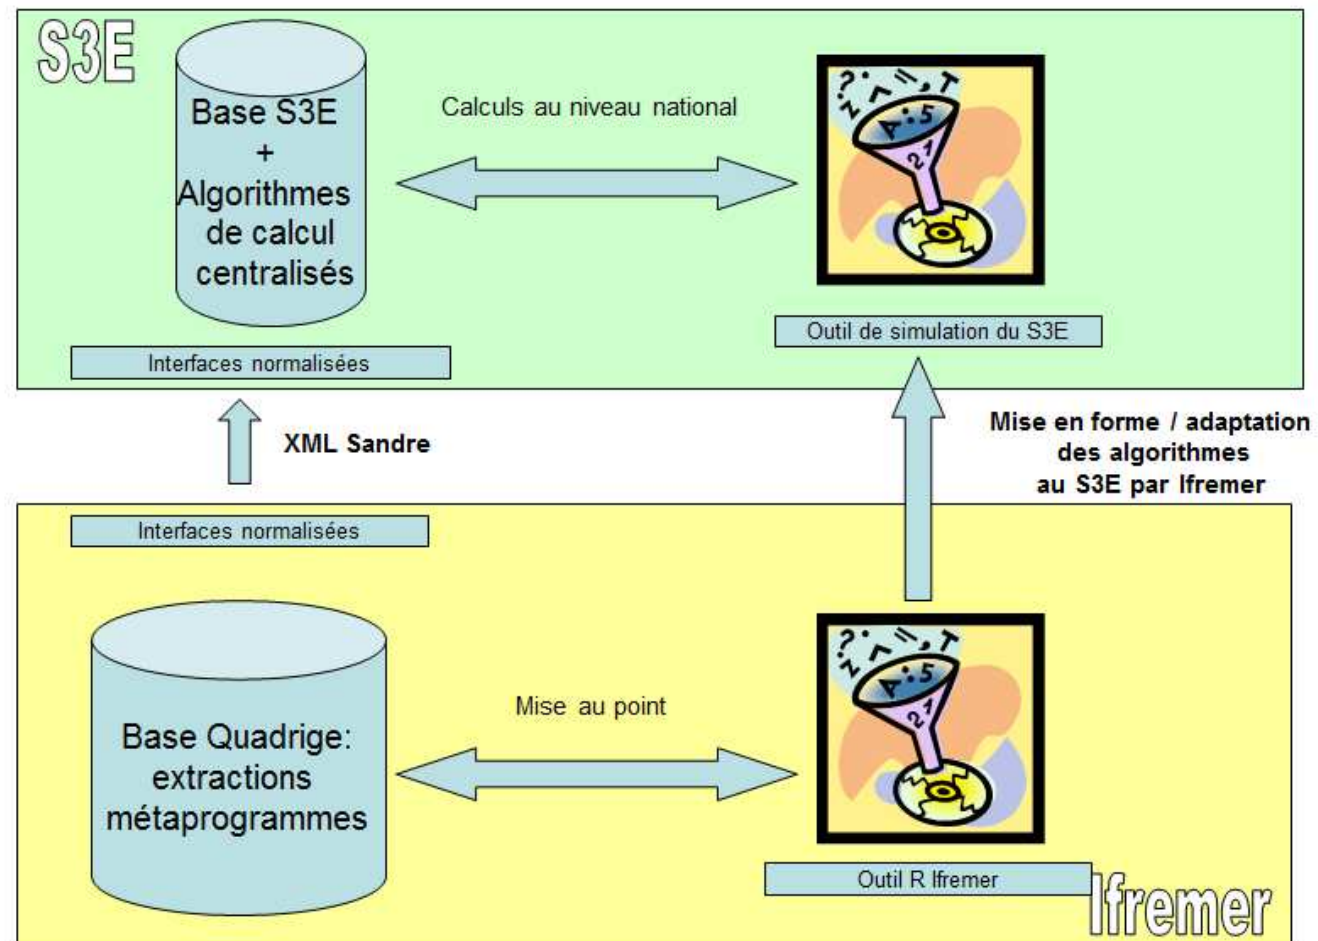 S3E
Base S3E
+
Algorithmes
de calcul
centralisés
Calculs au niveau national
Outil de simulation du S3E
Interfaces normalisées
XML Sandre
Mise en forme / adaptation
des algorithmes
au S3E par Ifremer
Interfaces normalisées
Base Quadrige:
extractions
métaprogrammes
Mise au point
Outil R Ifremer
Ifremer